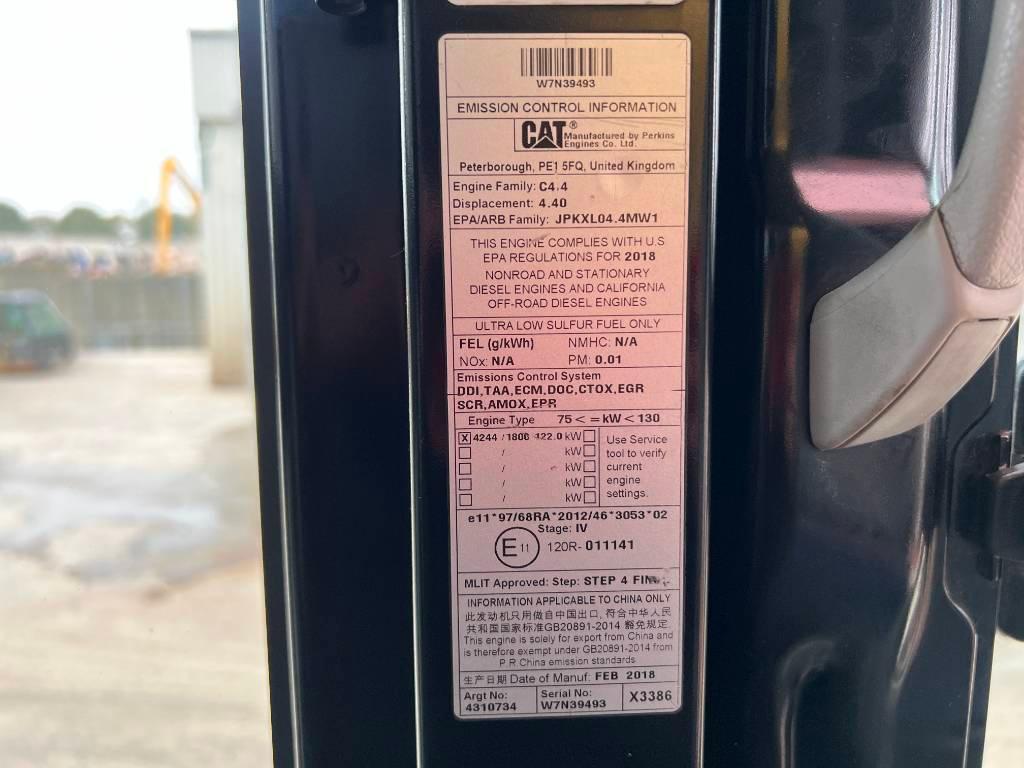 W7N39493
EMISSION CONTROL INFORMATION
CAT® Manufactured by Perkins
Engines Co. Ltd.
Peterborough, PE1 5FQ, United Kingdom
Engine Family: C4.4
Displacement: 4.40
EPA/ARB Family: JPKXL04.4MW1
THIS ENGINE COMPLIES WITH U.S
EPA REGULATIONS FOR 2018
NONROAD AND STATIONARY
DIESEL ENGINES AND CALIFORNIA
OFF-ROAD DIESEL ENGINES
ULTRA LOW SULFUR FUEL ONLY
FEL (g/kWh) NMHC: N/A
NOx: N/A PM: 0.01
Emissions Control System
DDI,TAA,ECM,DOC,CTOX,EGR
SCR,AMOX,EPR
Engine Type 75 < = kW < 130
X 4244 / 1800 122.0 kW
/ kW
/ kW
/ kW
/ kW
Use Service
tool to verify
current
engine
settings.
e11*97/68RA*2012/46*3053*02
Stage: IV
E11 120R- 011141
MLIT Approved: Step: STEP 4 FINAL
INFORMATION APPLICABLE TO CHINA ONLY
此发动机只用做自中国出口, 符合中华人民
共和国国家标准GB20891-2014 豁免规定.
This engine is solely for export from China and
is therefore exempt under GB20891-2014 from
P R China emission standards
生产日期 Date of Manuf: FEB 2018
Argt No:
4310734
Serial No:
W7N39493
X3386